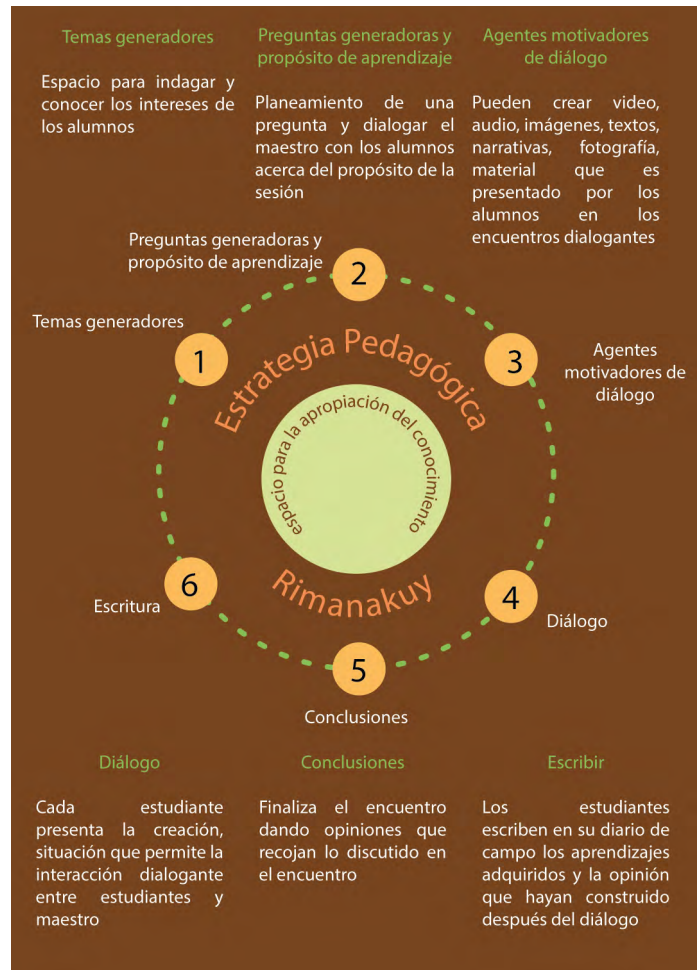 Temas generadores
Espacio para indagar y
conocer los intereses de
los alumnos
Preguntas generadoras y
propósito de aprendizaje
Planeamiento de una
pregunta y dialogar el
maestro con los alumnos
acerca del propósito de la
sesión
Agentes motivadores
de diálogo
Pueden crear video,
audio, imágenes, textos,
narrativas, fotografía,
material que es
presentado por los
alumnos en los
encuentros dialogantes
Preguntas generadoras y
propósito de aprendizaje
2
Temas generadores
1
3
Agentes
motivadores de
diálogo
Estrategia Pedagógica
espacio para la apropiación del conocimiento
Rimanakuy
6
Escritura
4
Diálogo
5
Conclusiones
Diálogo
Cada estudiante
presenta la creación,
situación que permite la
interacción dialogante
entre estudiantes y
maestro
Conclusiones
Finaliza el encuentro
dando opiniones que
recojan lo discutido en
el encuentro
Escribir
Los estudiantes
escriben en su diario de
campo los aprendizajes
adquiridos y la opinión
que hayan construido
después del diálogo